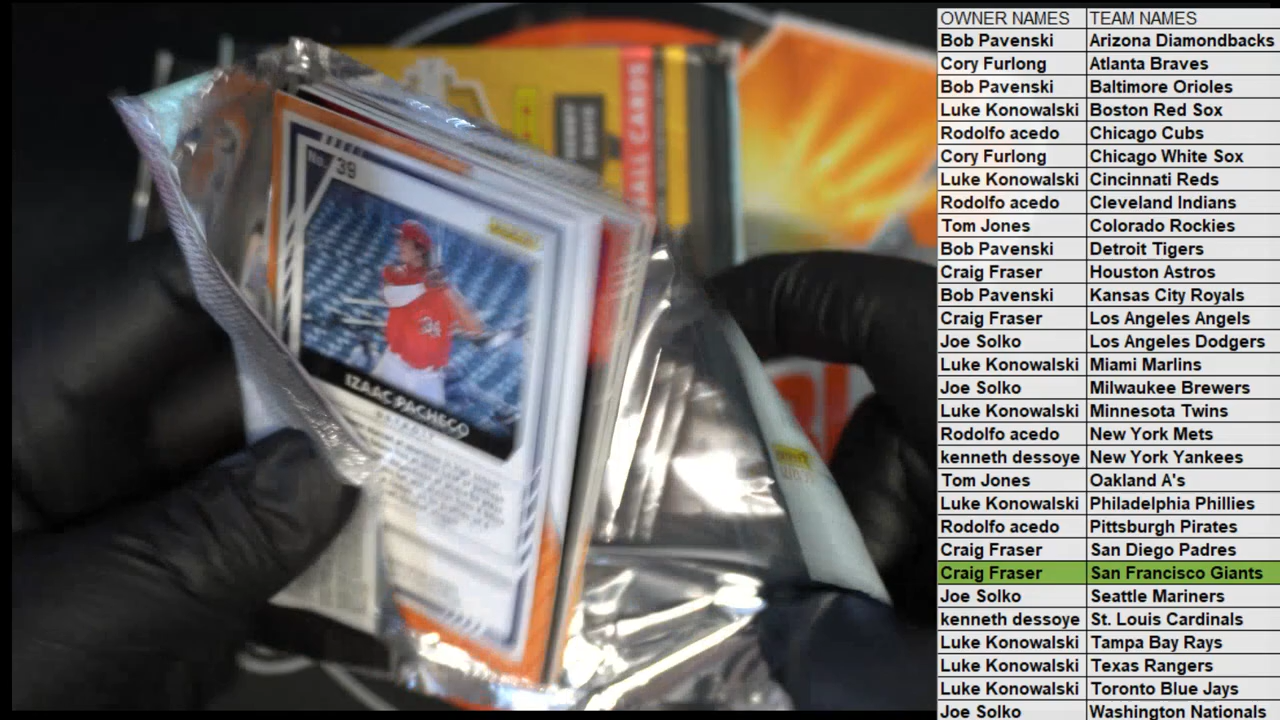 No. 39
IZAAC PACHECO
DETROIT
ALL CARDS
OWNER NAMES TEAM NAMES
Bob Pavenski Arizona Diamondbacks
Cory Furlong Atlanta Braves
Bob Pavenski Baltimore Orioles
Luke Konowalski Boston Red Sox
Rodolfo acedo Chicago Cubs
Cory Furlong Chicago White Sox
Luke Konowalski Cincinnati Reds
Rodolfo acedo Cleveland Indians
Tom Jones Colorado Rockies
Bob Pavenski Detroit Tigers
Craig Fraser Houston Astros
Bob Pavenski Kansas City Royals
Craig Fraser Los Angeles Angels
Joe Solko Los Angeles Dodgers
Luke Konowalski Miami Marlins
Joe Solko Milwaukee Brewers
Luke Konowalski Minnesota Twins
Rodolfo acedo New York Mets
kenneth dessoye New York Yankees
Tom Jones Oakland A's
Luke Konowalski Philadelphia Phillies
Rodolfo acedo Pittsburgh Pirates
Craig Fraser San Diego Padres
Craig Fraser San Francisco Giants
Joe Solko Seattle Mariners
kenneth dessoye St. Louis Cardinals
Luke Konowalski Tampa Bay Rays
Luke Konowalski Texas Rangers
Luke Konowalski Toronto Blue Jays
Joe Solko Washington Nationals